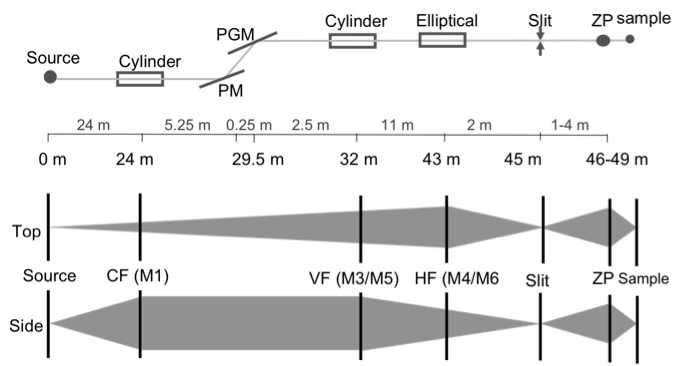 Source
Cylinder
PGM
PM
Cylinder
Elliptical
Slit
ZP sample
24 m 5.25 m 0.25 m 2.5 m 11 m 2 m 1-4 m
0 m 24 m 29.5 m 32 m 43 m 45 m 46-49 m
Top
Source CF (M1) VF (M3/M5) HF (M4/M6 Slit ZP Sample
Side